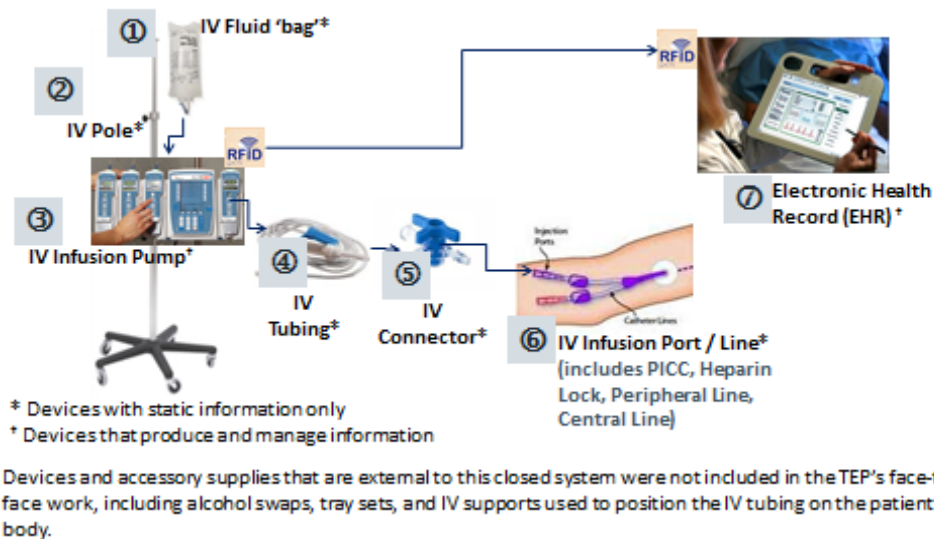 ① IV Fluid 'bag'*
② IV Pole*
RFID
RFID
③ IV Infusion Pump⁺
④ IV
Tubing*
⑤ IV
Connector*
Injection
Ports
Catheter Lines
⑥ IV Infusion Port / Line*
(includes PICC, Heparin
Lock, Peripheral Line,
Central Line)
⑦ Electronic Health
Record (EHR) ⁺
* Devices with static information only
⁺ Devices that produce and manage information
Devices and accessory supplies that are external to this closed system were not included in the TEP's face-
face work, including alcohol swaps, tray sets, and IV supports used to position the IV tubing on the patient
body.